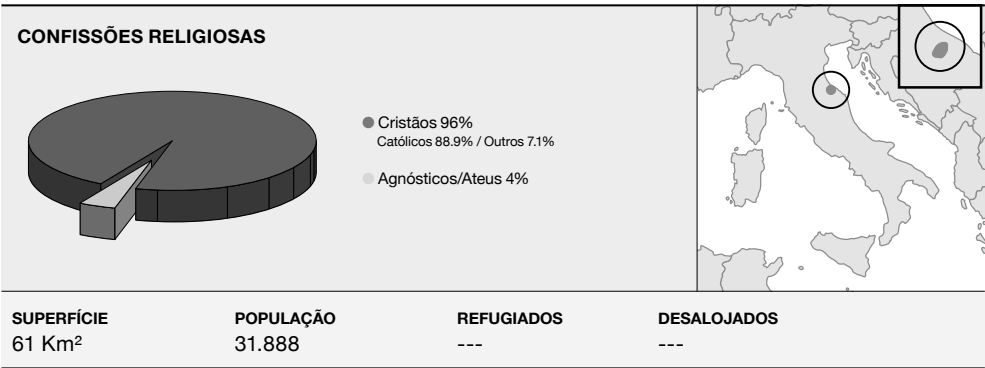 CONFISSÕES RELIGIOSAS
Cristãos 96%
Católicos 88.9% / Outros 7.1%
Agnósticos/Ateus 4%
SUPERFÍCIE POPULAÇÃO REFUGIADOS DESALOJADOS
61 Km² 31.888 --- ---